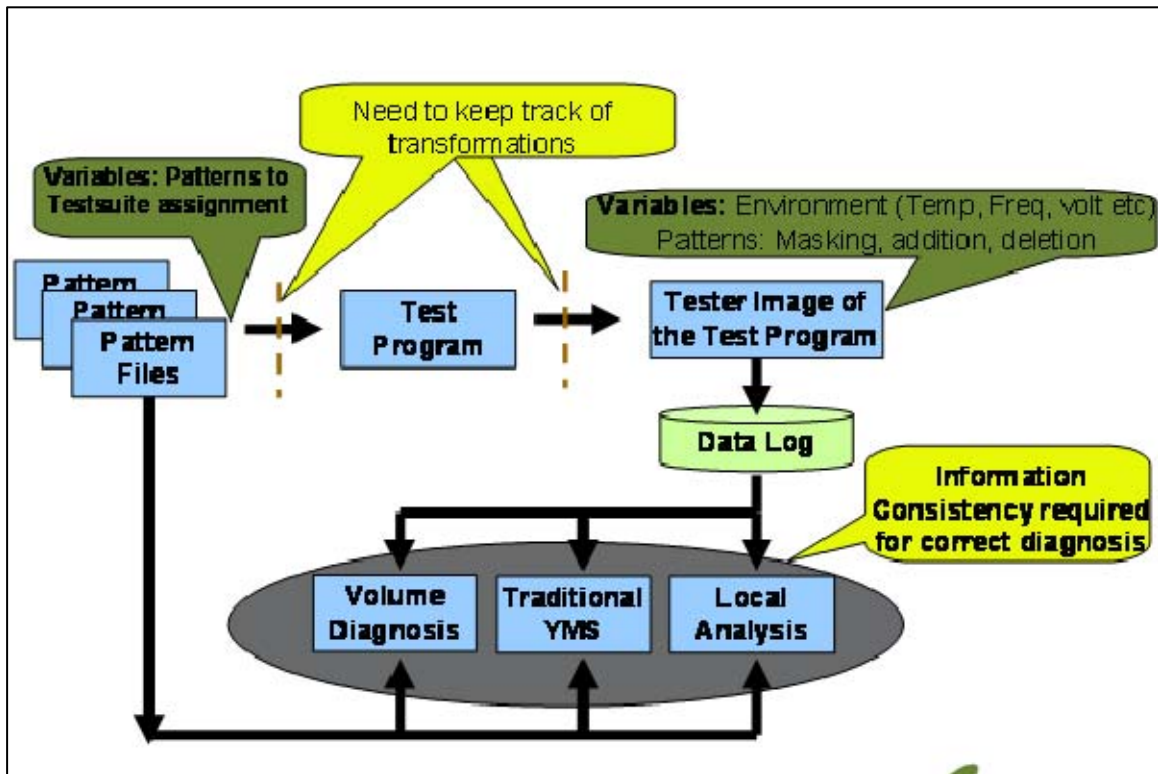 Need to keep track of
transformations
Variables: Patterns to
Testsuite assignment
Variables: Environment (Temp, Freq, volt etc)
Patterns: Masking, addition, deletion
Pattern
Pattern
Pattern
Files
Test
Program
Tester Image of
the Test Program
Data Log
Information
Consistency required
for correct diagnosis
Volume
Diagnosis
Traditional
YMS
Local
Analysis